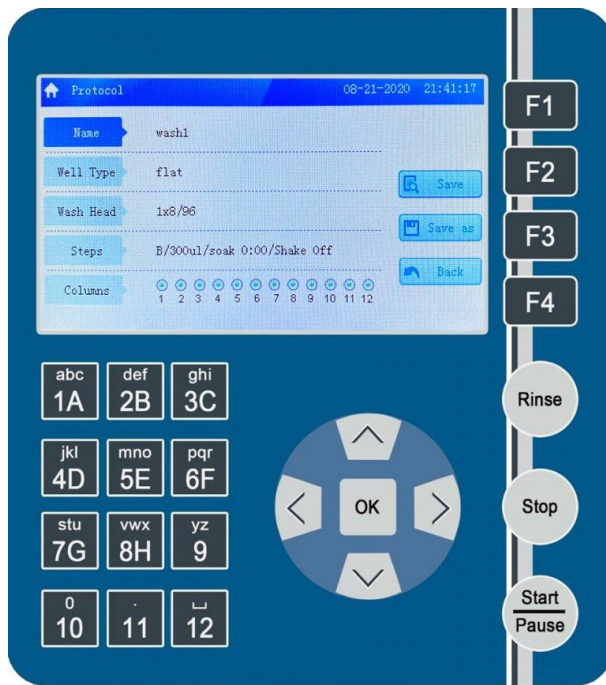 Protocol 08-21-2020 21:41:17
Name wash1
Well Type flat
Save
Wash Head 1x8/96
Save as
Steps B/300ul/soak 0:00/Shake Off
Back
Columns
1 2 3 4 5 6 7 8 9 10 11 12
F1
F2
F3
F4
abc def ghi
1A 2B 3C
jkl mno pqr
4D 5E 6F
stu vwx yz
7G 8H 9
0 . ⌴
10 11 12
OK
Rinse
Stop
Start
Pause